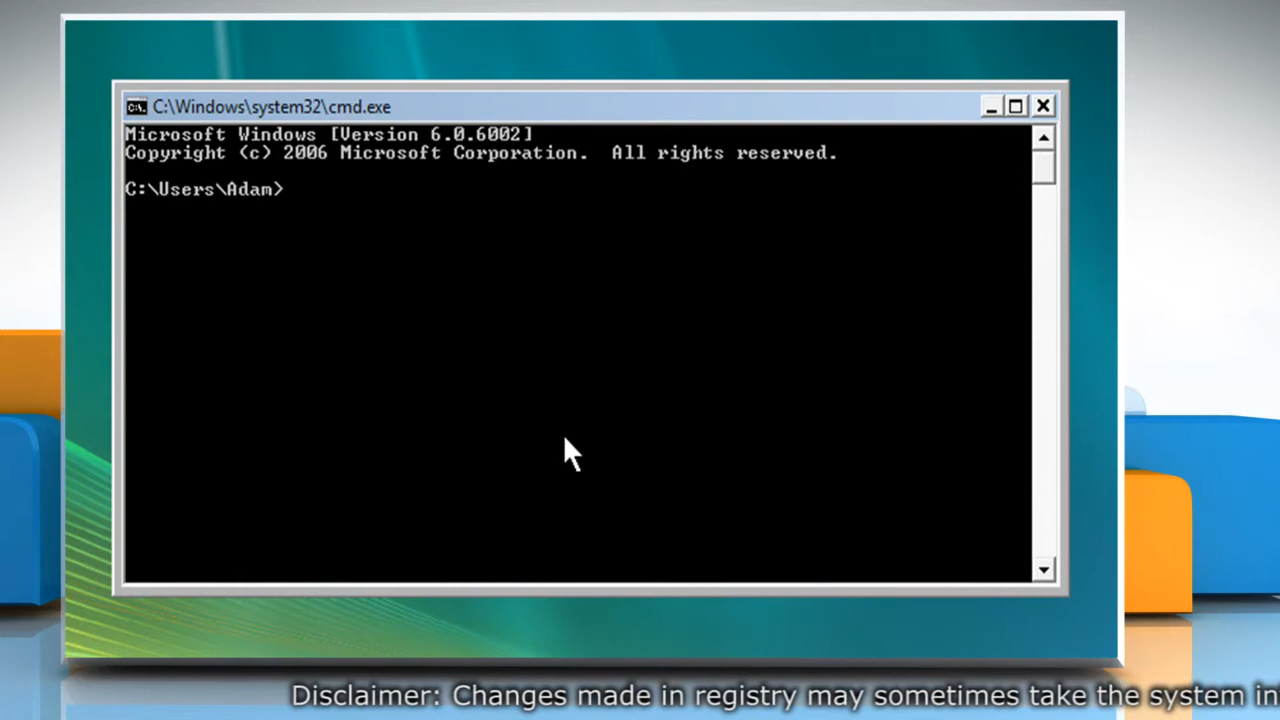 C:\Windows\system32\cmd.exe
Microsoft Windows [Version 6.0.6002]
Copyright (c) 2006 Microsoft Corporation.  All rights reserved.
C:\Users\Adam>
Disclaimer: Changes made in registry may sometimes take the system in